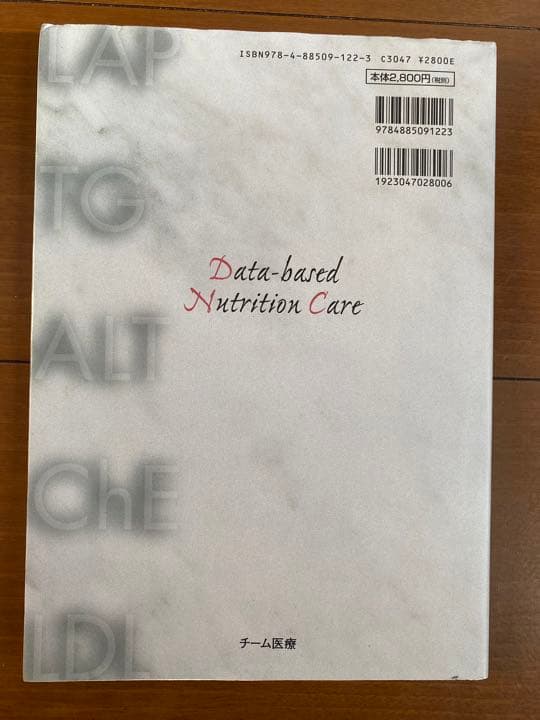 ISBN978-4-88509-122-3 C3047 ¥2800E
本体2,800円(税別)
9784885091223
1923047028006
LAP
TG
Data-based
Nutrition Care
ALT
ChE
チーム医療
LDL